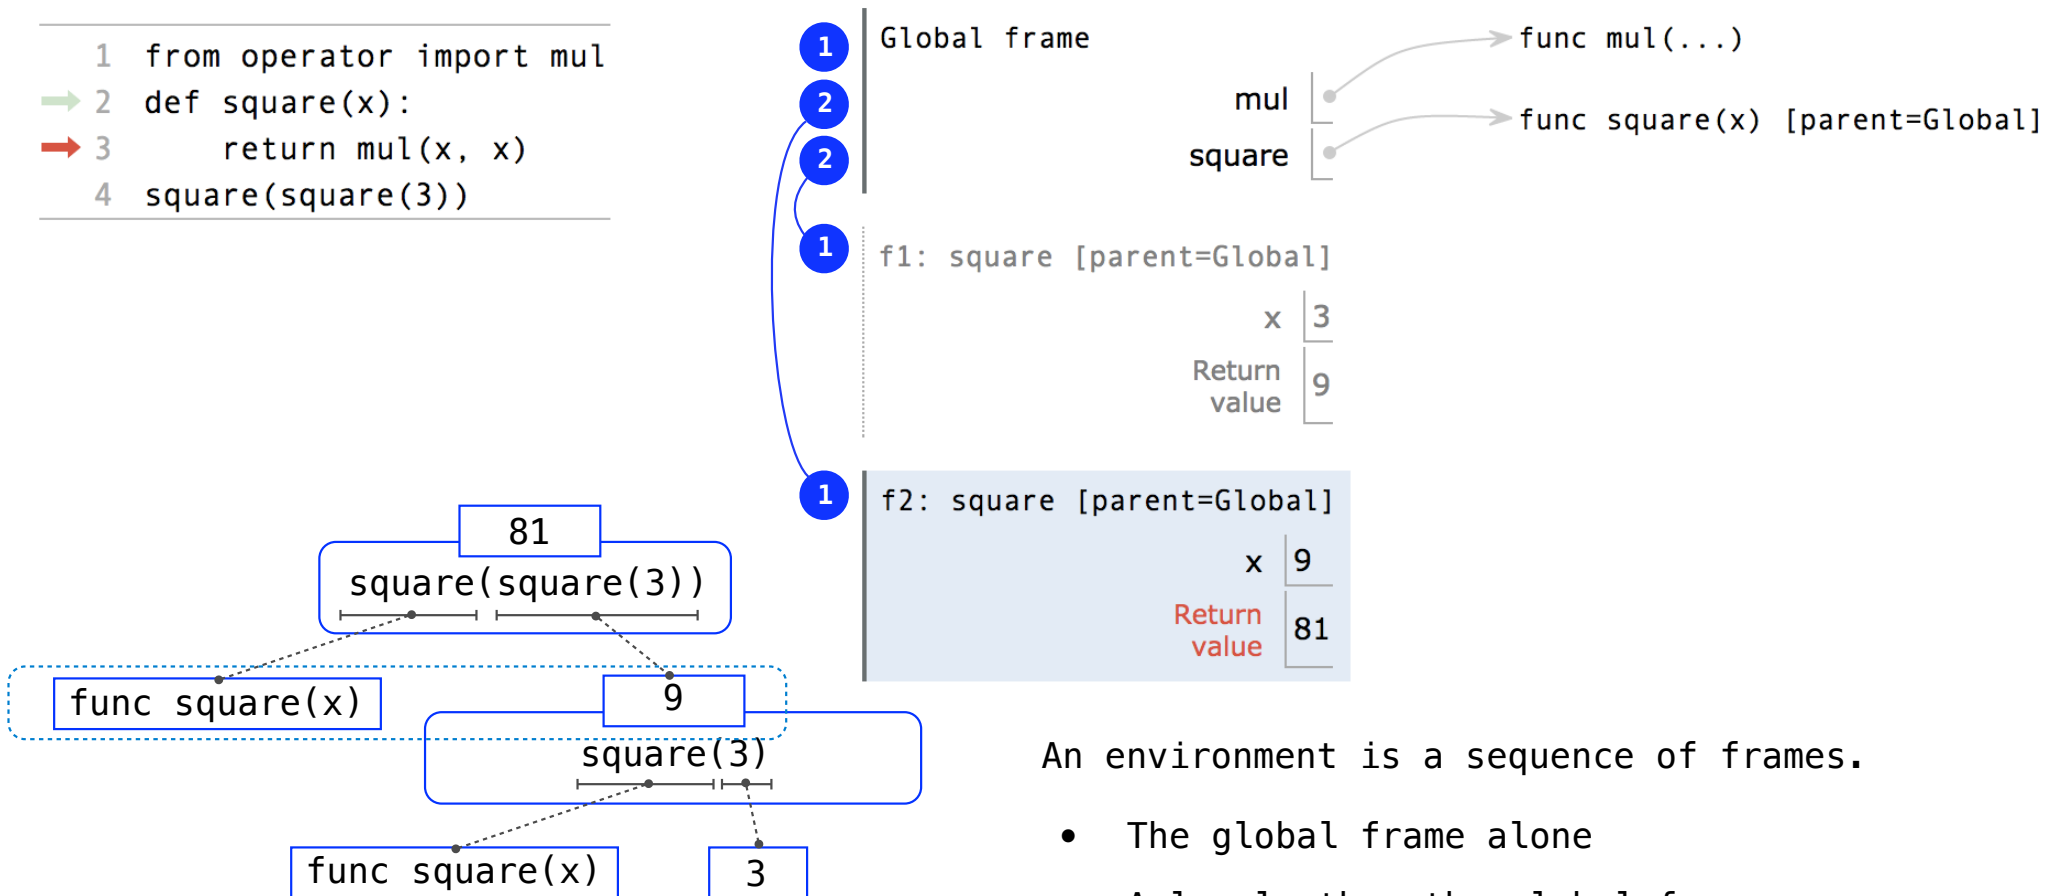 1 from operator import mul
2 def square(x):
3 return mul(x, x)
4 square(square(3))
1 Global frame
func mul(...)
2 mul
func square(x) [parent=Global]
2 square
1 f1: square [parent=Global]
x 3
Return
value 9
1 f2: square [parent=Global]
x 9
Return
value 81
81
square(square(3))
func square(x)
9
square(3)
func square(x)
3
An environment is a sequence of frames.
• The global frame alone